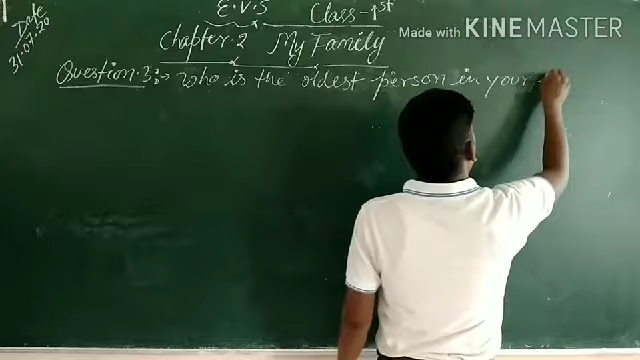 E.V.S Class-1st
Date
31.07.20
Chapter.2 My Family
Question.3:→ who is the oldest person in your
Made with KINEMASTER